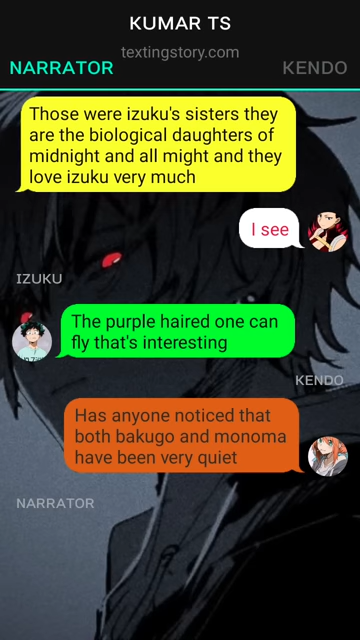 KUMAR TS
textingstory.com
NARRATOR
KENDO
Those were izuku's sisters they
are the biological daughters of
midnight and all might and they
love izuku very much
I see
IZUKU
The purple haired one can
fly that's interesting
KENDO
Has anyone noticed that
both bakugo and monoma
have been very quiet
NARRATOR